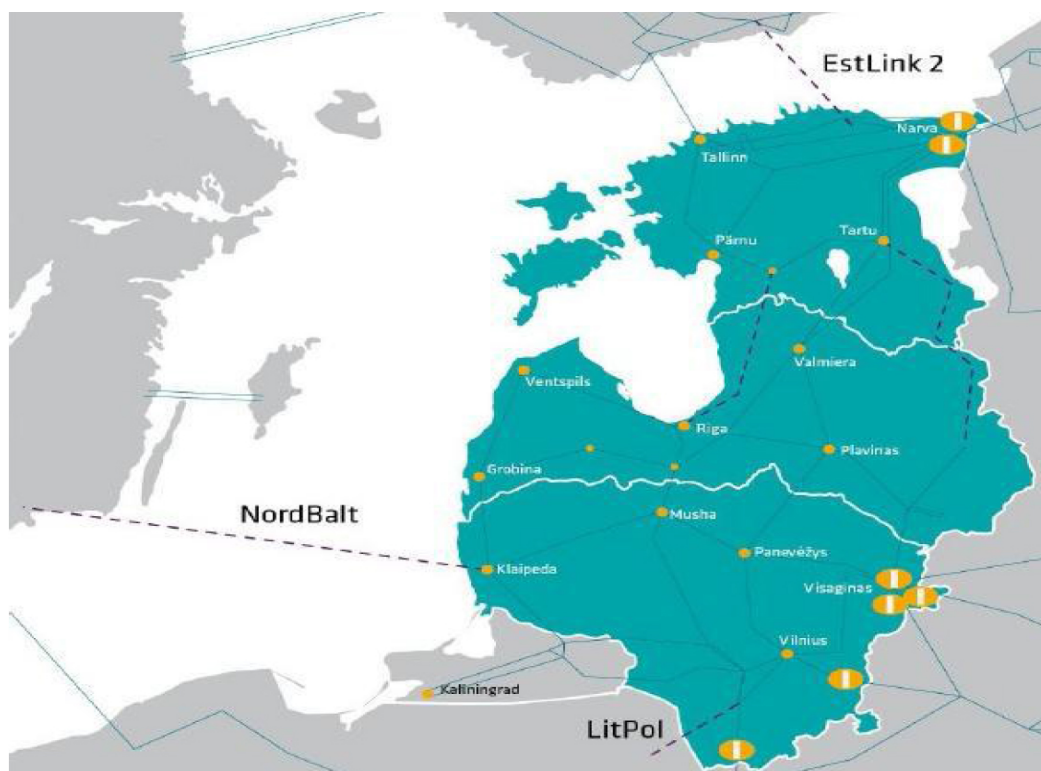 EstLink 2
Narva
Tallinn
Pärnu
Tartu
Valmiera
Ventspils
Riga
Plavinas
Grobina
NordBalt
Musha
Panevėžys
Klaipeda
Visaginas
Vilnius
Kaliningrad
LitPol